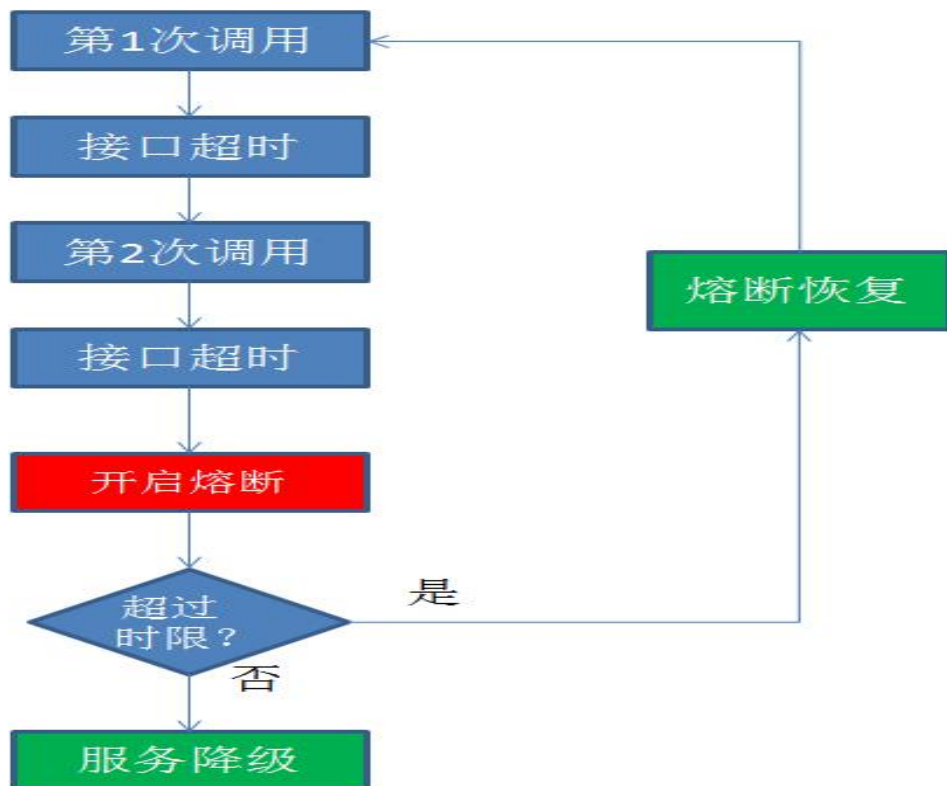 第1次调用
接口超时
第2次调用
熔断恢复
接口超时
开启熔断
超过
时限?
是
否
服务降级